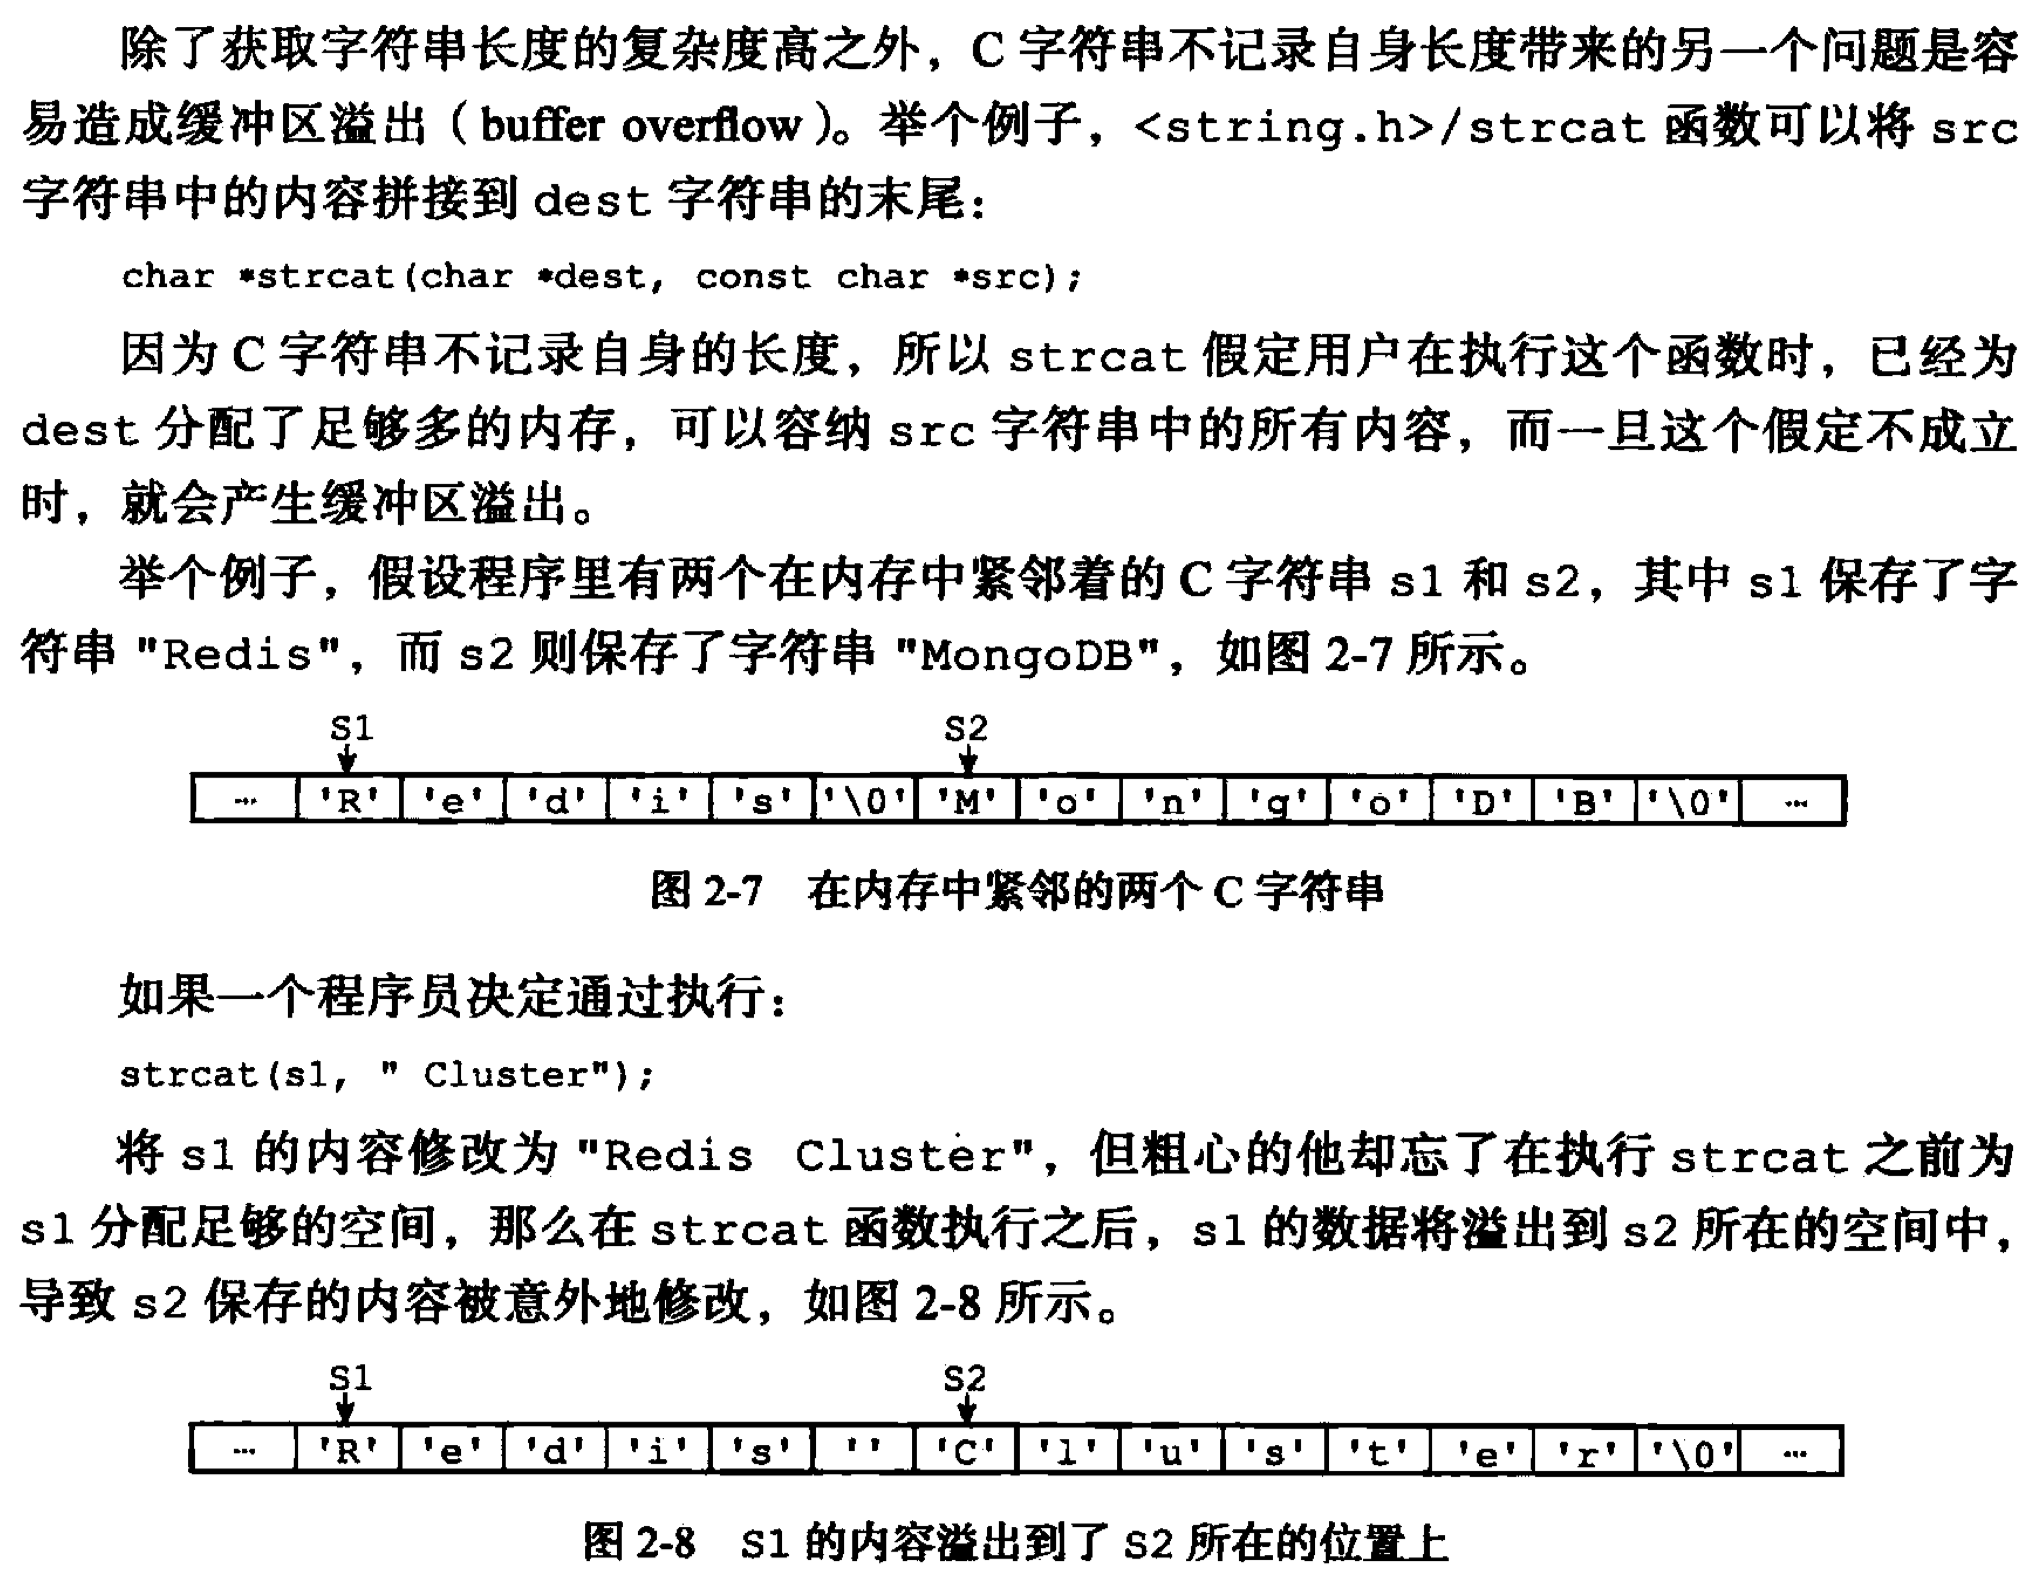 除了获取字符串长度的复杂度高之外，C 字符串不记录自身长度带来的另一个问题是容
易造成缓冲区溢出（buffer overflow）。举个例子，<string.h>/strcat 函数可以将 src
字符串中的内容拼接到 dest 字符串的末尾：
char *strcat(char *dest, const char *src);
因为 C 字符串不记录自身的长度，所以 strcat 假定用户在执行这个函数时，已经为
dest 分配了足够多的内存，可以容纳 src 字符串中的所有内容，而一旦这个假定不成立
时，就会产生缓冲区溢出。
举个例子，假设程序里有两个在内存中紧邻着的 C 字符串 s1 和 s2，其中 s1 保存了字
符串 "Redis"，而 s2 则保存了字符串 "MongoDB"，如图 2-7 所示。
S1 S2
... 'R' 'e' 'd' 'i' 's' '\0' 'M' 'o' 'n' 'g' 'o' 'D' 'B' '\0' ...
图 2-7 在内存中紧邻的两个 C 字符串
如果一个程序员决定通过执行：
strcat(s1, " Cluster");
将 s1 的内容修改为 "Redis Cluster"，但粗心的他却忘了在执行 strcat 之前为
s1 分配足够的空间，那么在 strcat 函数执行之后，s1 的数据将溢出到 s2 所在的空间中，
导致 s2 保存的内容被意外地修改，如图 2-8 所示。
S1 S2
... 'R' 'e' 'd' 'i' 's' ' ' 'C' 'l' 'u' 's' 't' 'e' 'r' '\0' ...
图 2-8 S1 的内容溢出到了 S2 所在的位置上